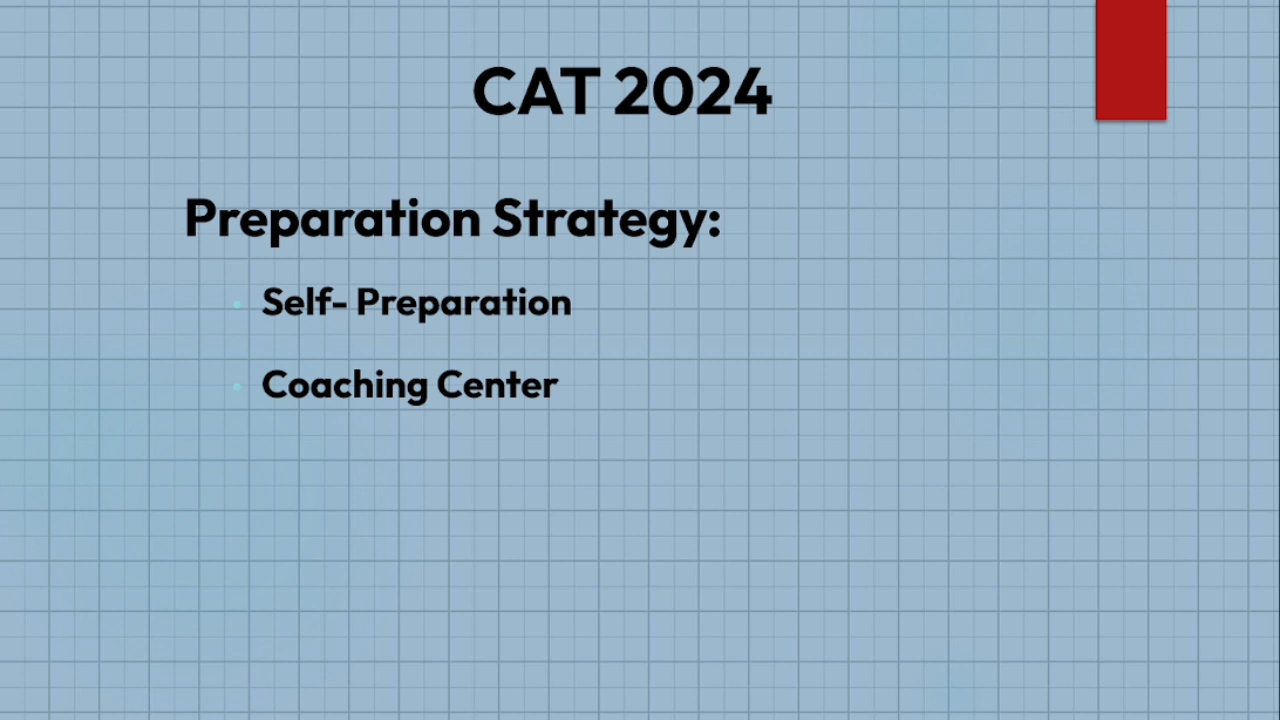 CAT 2024
Preparation Strategy:
Self- Preparation
Coaching Center